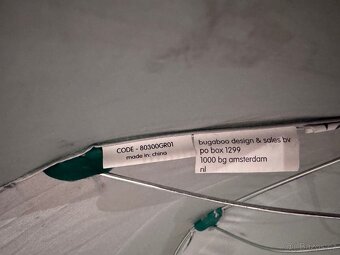 CODE - 80300GR01
made in: china
bugaboo design & sales bv
po box 1299
1000 bg amsterdam
nl